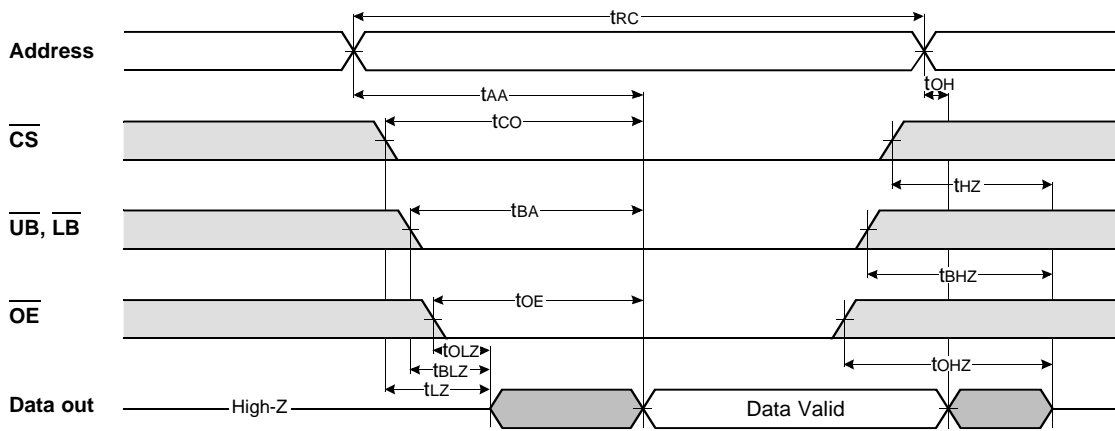 tRC
Address
tAA
tOH
CS
tCO
tHZ
UB, LB
tBA
tBHZ
OE
tOE
tOLZ
tBLZ
tOHZ
tLZ
Data out
High-Z
Data Valid